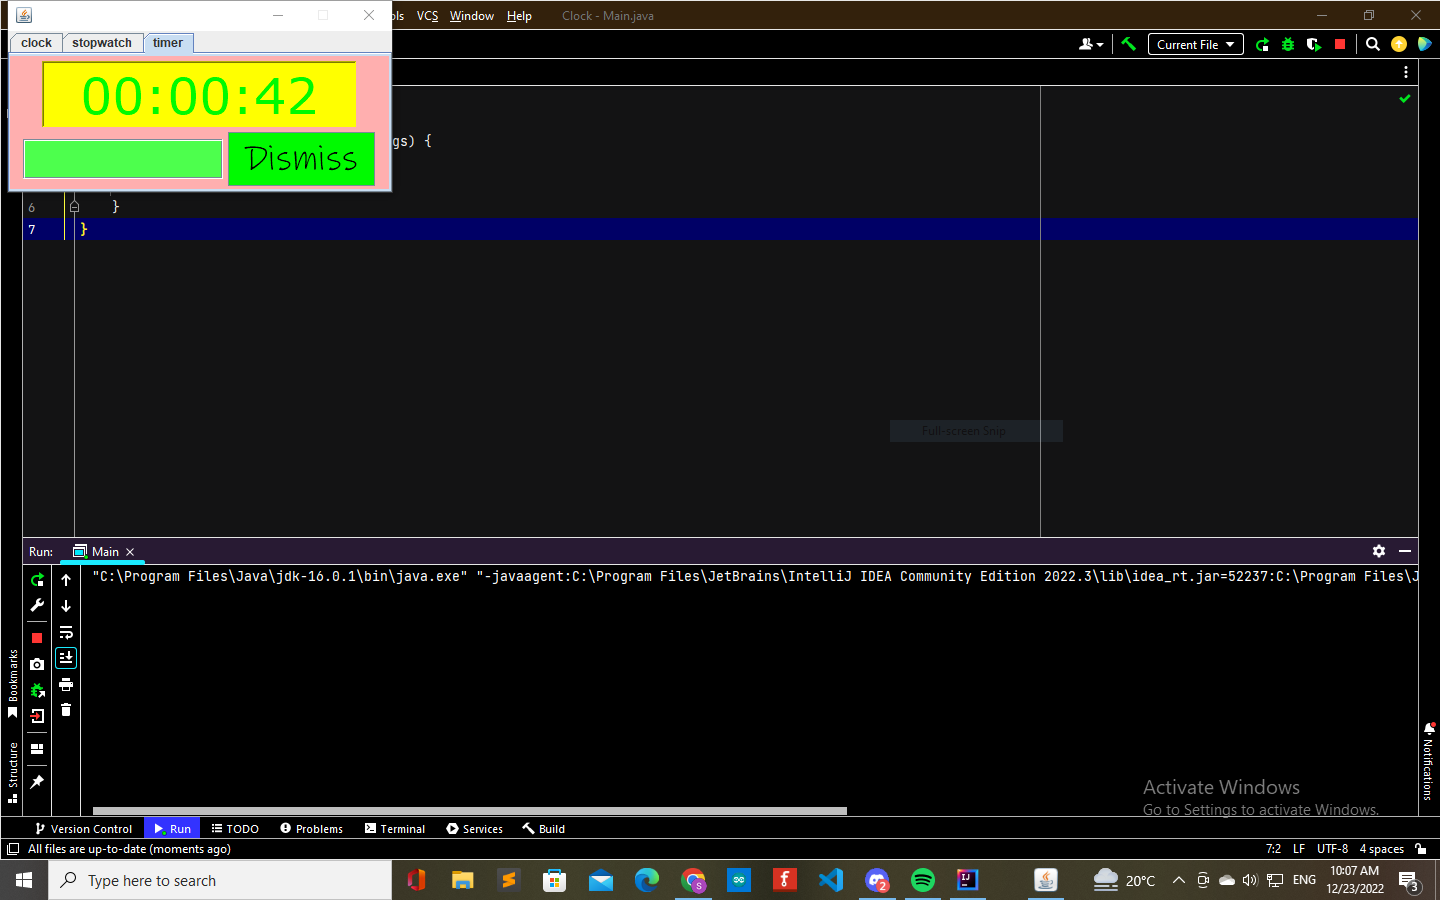 ols VCS Window Help Clock - Main.java
clock stopwatch timer
Current File
00:00:42
Dismiss
gs) {
6 }
7 }
Full-screen Snip
Run: Main
"C:\Program Files\Java\jdk-16.0.1\bin\java.exe" "-javaagent:C:\Program Files\JetBrains\IntelliJ IDEA Community Edition 2022.3\lib\idea_rt.jar=52237:C:\Program Files\J
Bookmarks
Structure
Notifications
Activate Windows
Go to Settings to activate Windows.
Version Control Run TODO Problems Terminal Services Build
All files are up-to-date (moments ago) 7:2 LF UTF-8 4 spaces
Type here to search
S
2
20°C
ENG
10:07 AM
12/23/2022
3